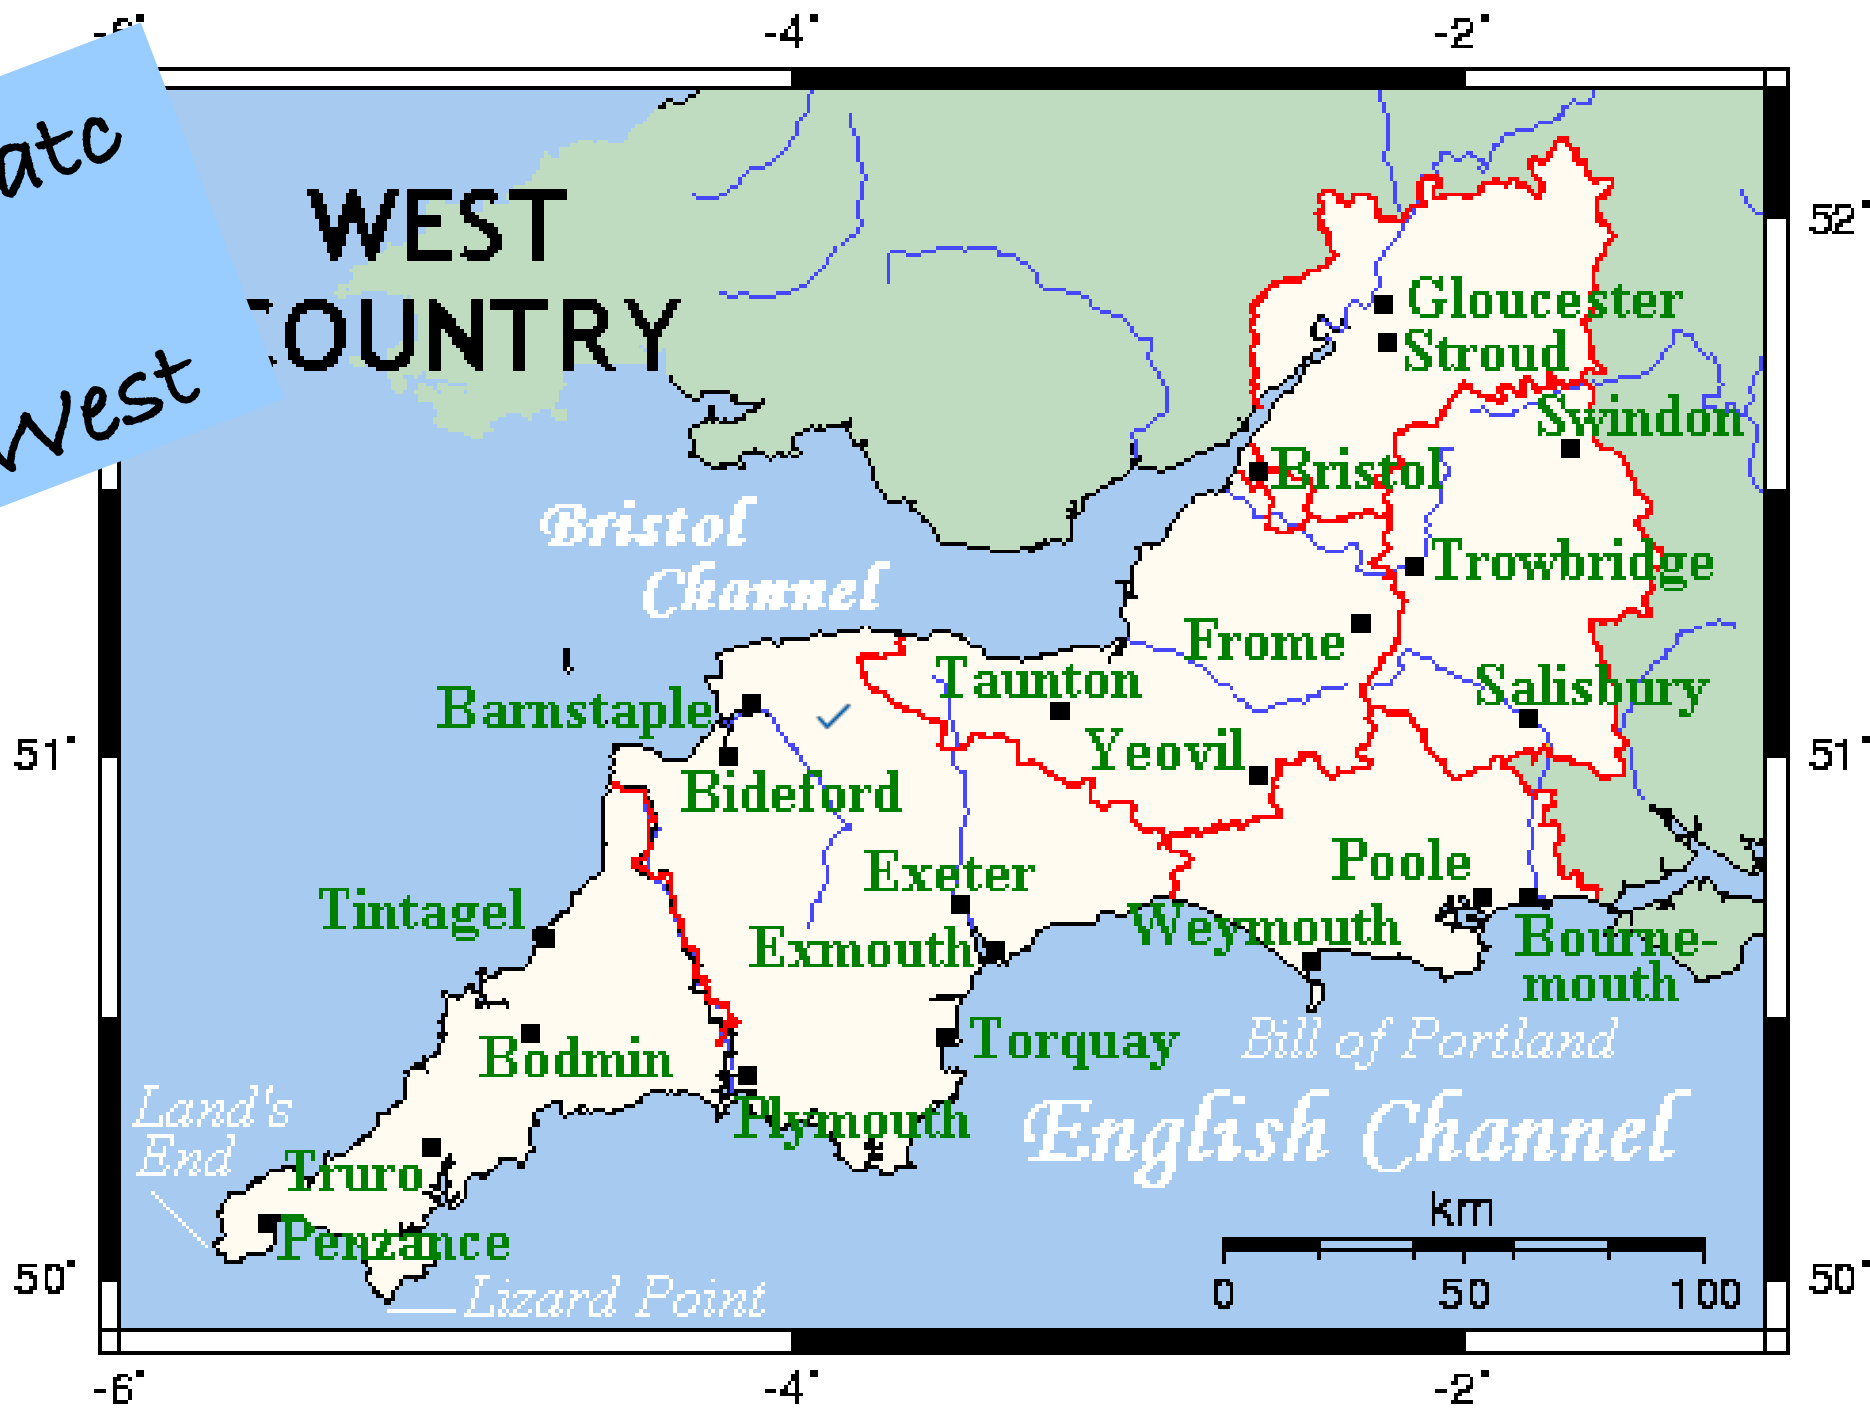 -4°
-2°
atc
West
WEST
COUNTRY
52°
Gloucester
Stroud
Swindon
Bristol
Bristol
Channel
Trowbridge
Frome
Taunton
Salisbury
Barnstaple
Yeovil
51°
51°
Bideford
Poole
Exeter
Tintagel
Weymouth
Exmouth
Bourne-
mouth
Torquay
Bill of Portland
Bodmin
Land's
End
Plymouth
English Channel
Truro
Penzance
km
50°
50°
0 50 100
Lizard Point
-6°
-4°
-2°